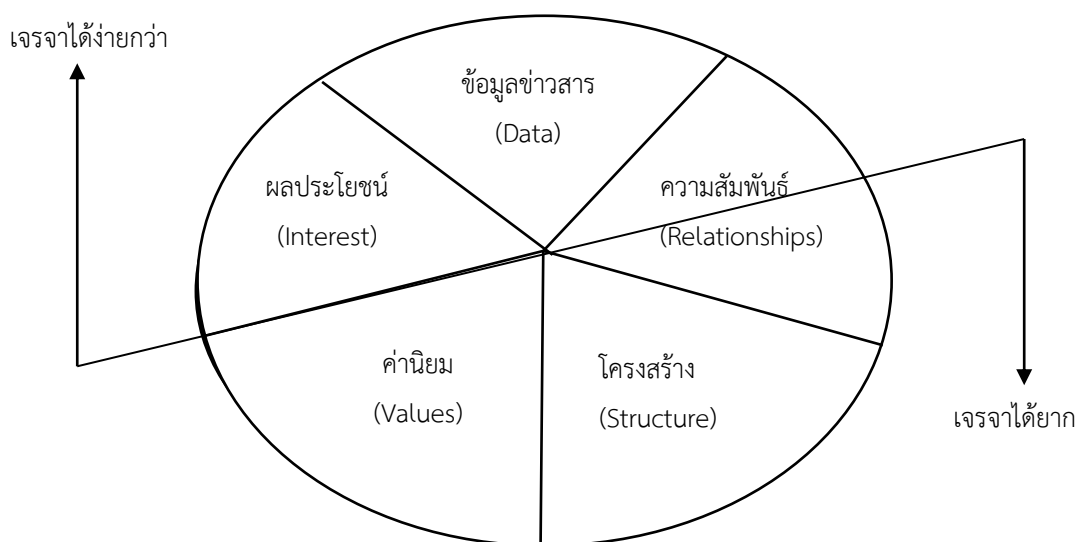 เจรจาได้ง่ายกว่า
ข้อมูลข่าวสาร
(Data)
ผลประโยชน์
(Interest)
ความสัมพันธ์
(Relationships)
ค่านิยม
(Values)
โครงสร้าง
(Structure)
เจรจาได้ยาก